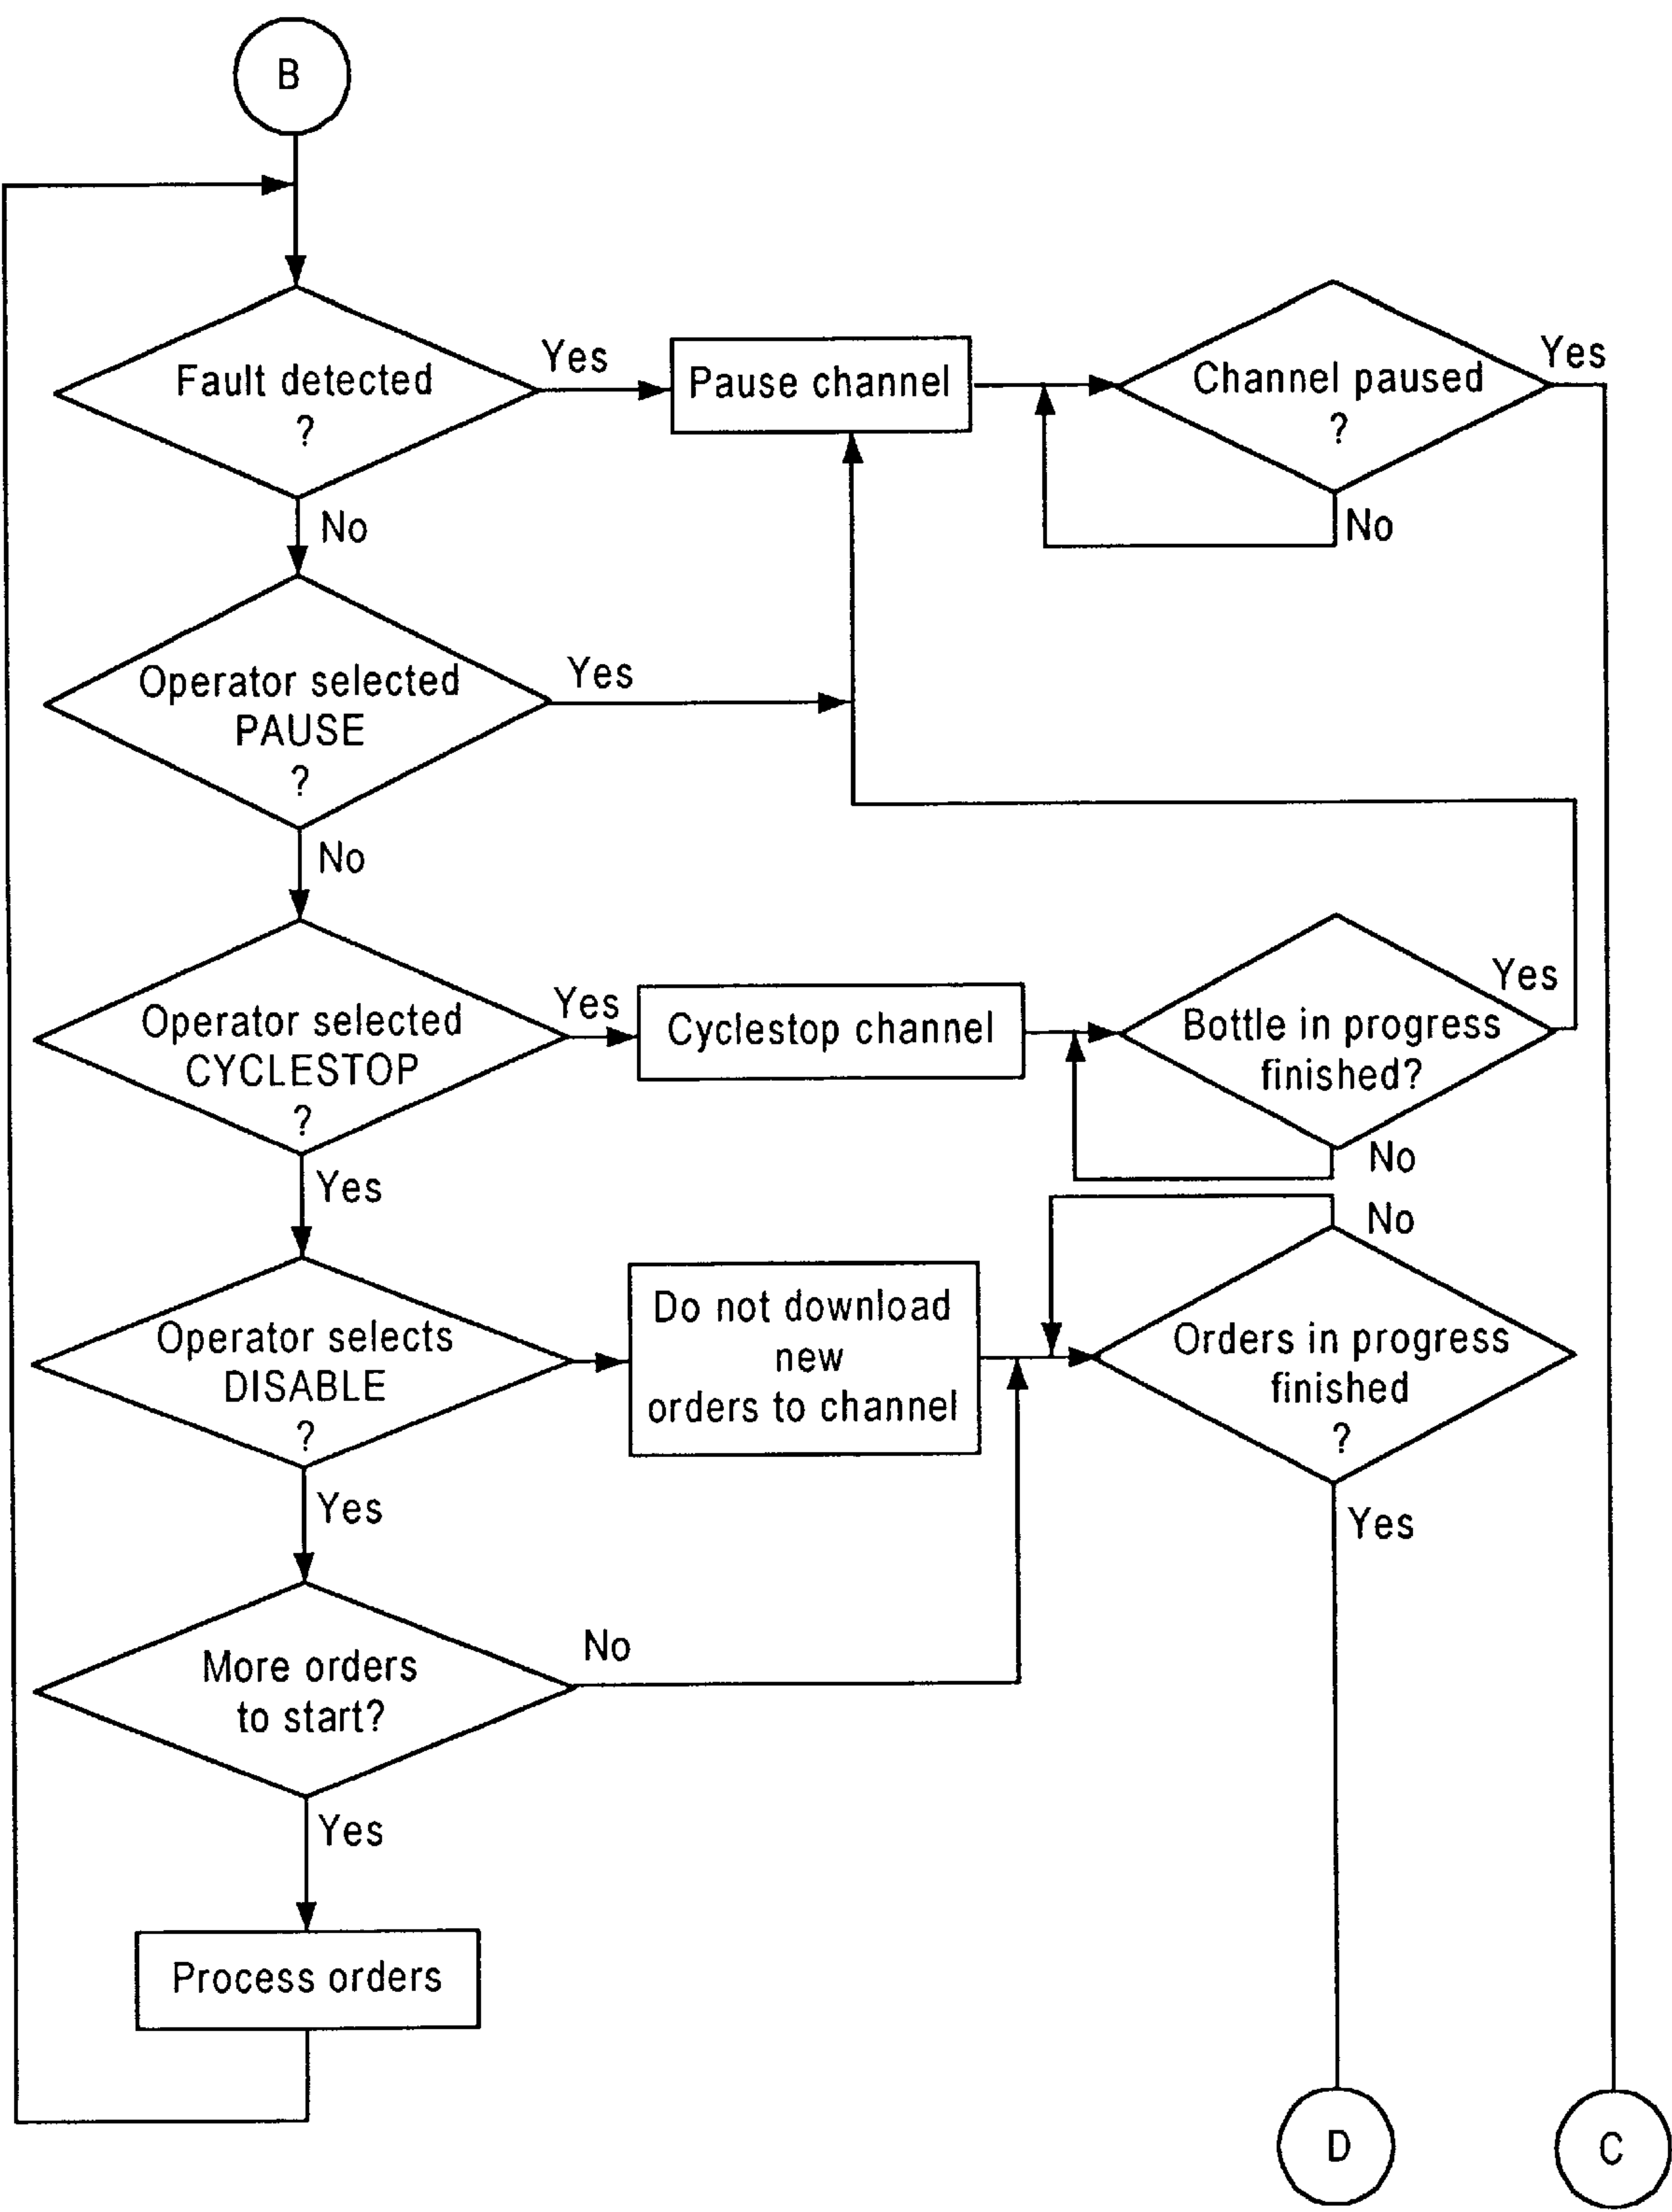 B
Fault detected
?
Yes
Pause channel
Channel paused
?
Yes
No
No
Operator selected
PAUSE
?
Yes
No
Operator selected
CYCLESTOP
?
Yes
Cyclestop channel
Bottle in progress
finished?
Yes
No
Yes
Operator selects
DISABLE
?
Do not download
new
orders to channel
No
Orders in progress
finished
?
Yes
Yes
More orders
to start?
No
Yes
Process orders
D
C